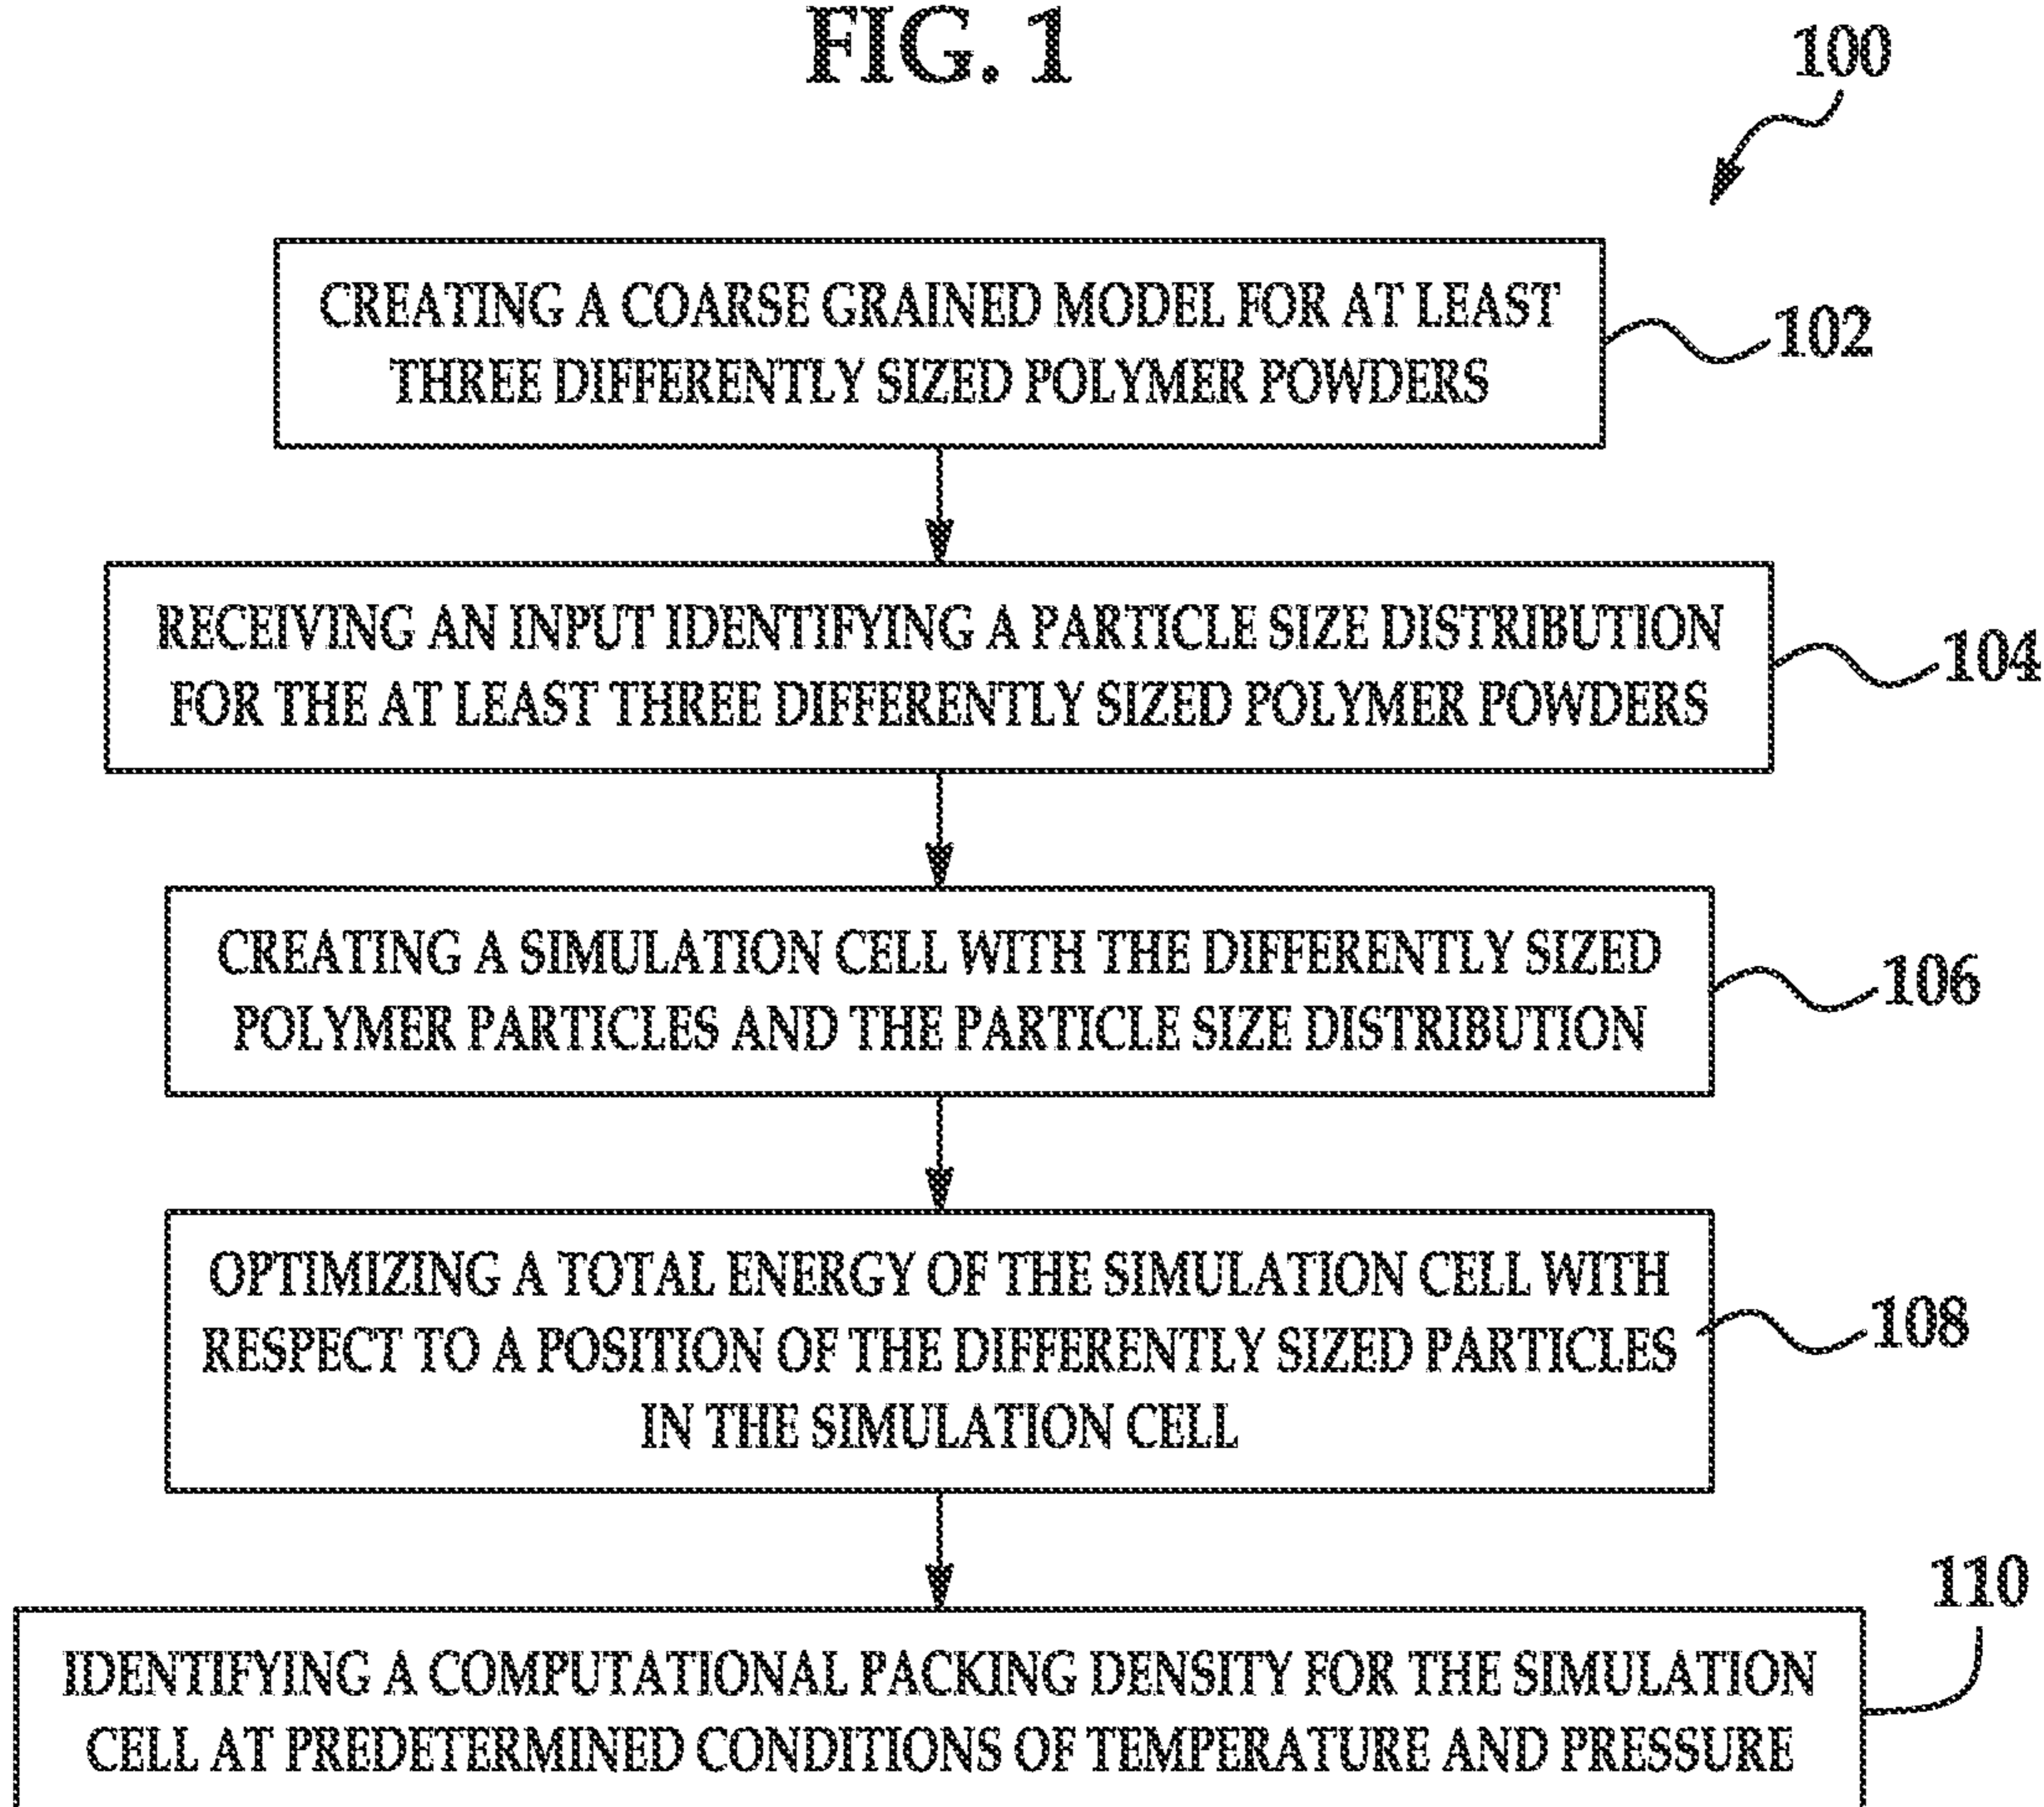 FIG. 1
100
CREATING A COARSE GRAINED MODEL FOR AT LEAST
THREE DIFFERENTLY SIZED POLYMER POWDERS
102
RECEIVING AN INPUT IDENTIFYING A PARTICLE SIZE DISTRIBUTION
FOR THE AT LEAST THREE DIFFERENTLY SIZED POLYMER POWDERS
104
CREATING A SIMULATION CELL WITH THE DIFFERENTLY SIZED
POLYMER PARTICLES AND THE PARTICLE SIZE DISTRIBUTION
106
OPTIMIZING A TOTAL ENERGY OF THE SIMULATION CELL WITH
RESPECT TO A POSITION OF THE DIFFERENTLY SIZED PARTICLES
IN THE SIMULATION CELL
108
110
IDENTIFYING A COMPUTATIONAL PACKING DENSITY FOR THE SIMULATION
CELL AT PREDETERMINED CONDITIONS OF TEMPERATURE AND PRESSURE